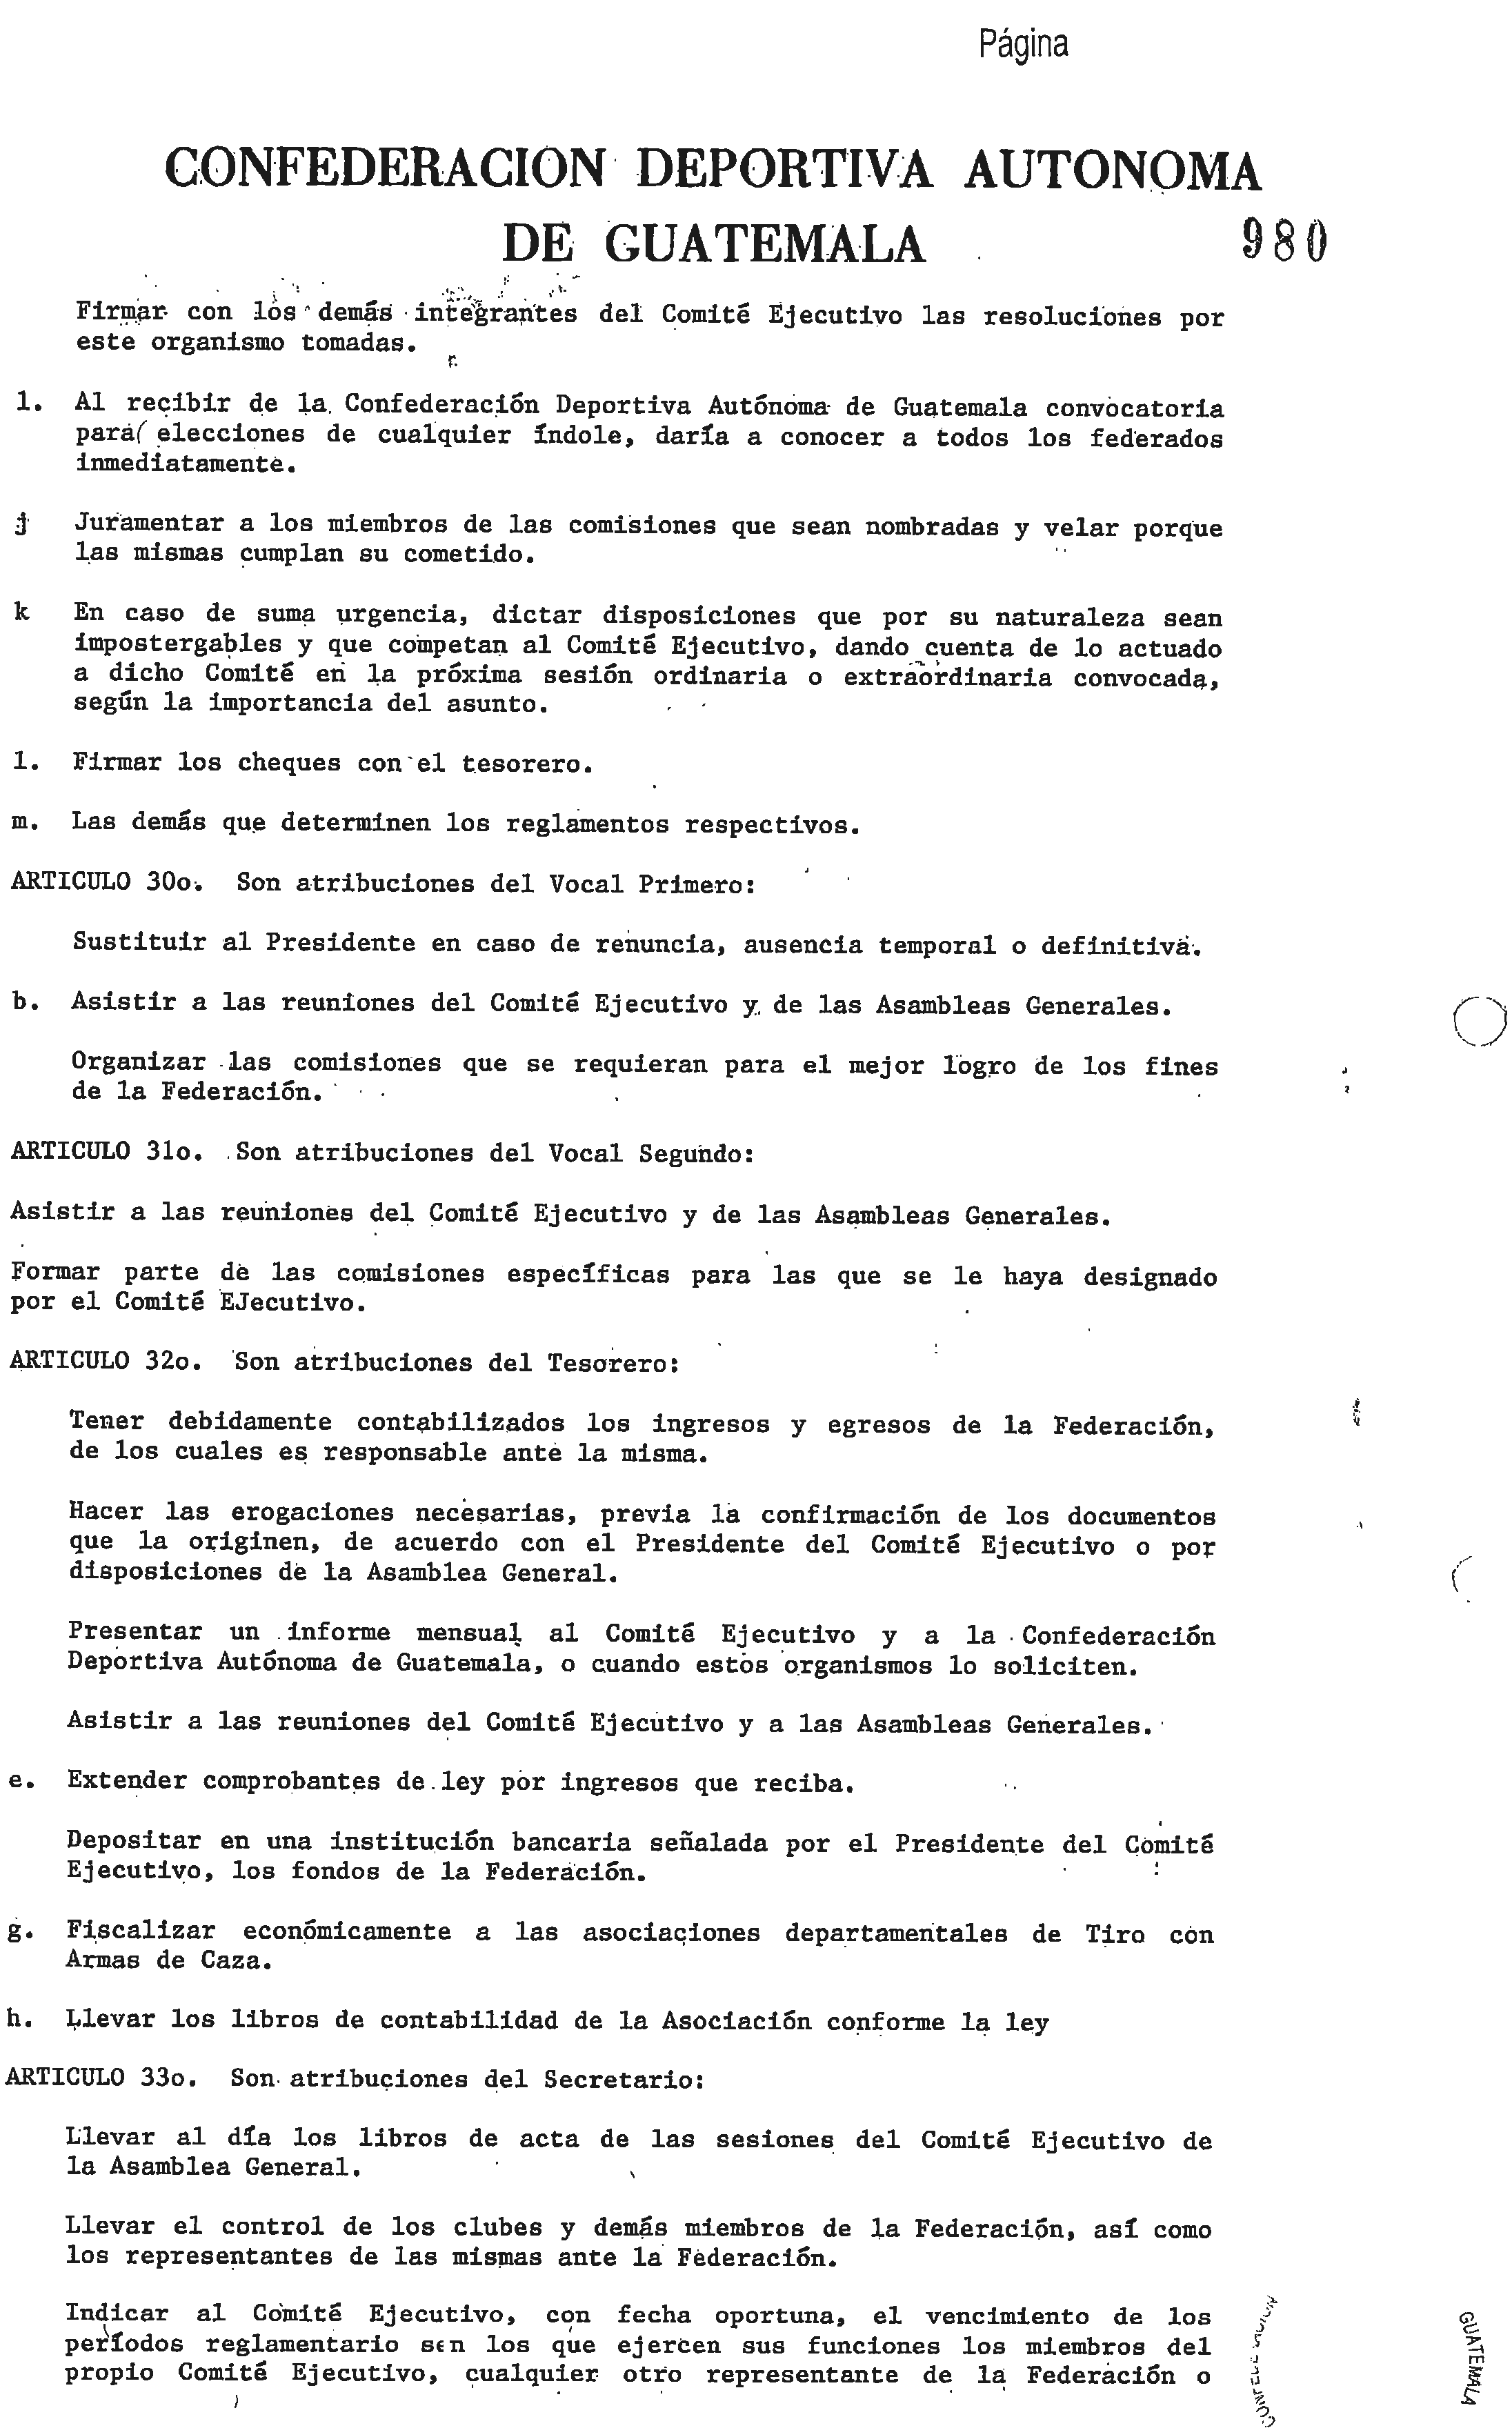 Página
CONFEDERACION DEPORTIVA AUTONOMA
DE GUATEMALA
980
Firmar con los demás integrantes del Comité Ejecutivo las resoluciones por
este organismo tomadas.
1. Al recibir de la Confederación Deportiva Autónoma de Guatemala convocatoria
para elecciones de cualquier índole, daría a conocer a todos los federados
inmediatamente.
j Juramentar a los miembros de las comisiones que sean nombradas y velar porque
las mismas cumplan su cometido.
k En caso de suma urgencia, dictar disposiciones que por su naturaleza sean
impostergables y que competan al Comité Ejecutivo, dando cuenta de lo actuado
a dicho Comité en la próxima sesión ordinaria o extraordinaria convocada,
según la importancia del asunto.
1. Firmar los cheques con el tesorero.
m. Las demás que determinen los reglamentos respectivos.
ARTICULO 30o. Son atribuciones del Vocal Primero:
Sustituir al Presidente en caso de renuncia, ausencia temporal o definitiva.
b. Asistir a las reuniones del Comité Ejecutivo y de las Asambleas Generales.
Organizar las comisiones que se requieran para el mejor logro de los fines
de la Federación.
ARTICULO 31o. Son atribuciones del Vocal Segundo:
Asistir a las reuniones del Comité Ejecutivo y de las Asambleas Generales.
Formar parte de las comisiones específicas para las que se le haya designado
por el Comité EJecutivo.
ARTICULO 32o. Son atribuciones del Tesorero:
Tener debidamente contabilizados los ingresos y egresos de la Federación,
de los cuales es responsable ante la misma.
Hacer las erogaciones necesarias, previa la confirmación de los documentos
que la originen, de acuerdo con el Presidente del Comité Ejecutivo o por
disposiciones de la Asamblea General.
Presentar un informe mensual al Comité Ejecutivo y a la Confederación
Deportiva Autónoma de Guatemala, o cuando estos organismos lo soliciten.
Asistir a las reuniones del Comité Ejecutivo y a las Asambleas Generales.
e. Extender comprobantes de ley por ingresos que reciba.
Depositar en una institución bancaria señalada por el Presidente del Comité
Ejecutivo, los fondos de la Federación.
g. Fiscalizar económicamente a las asociaciones departamentales de Tiro con
Armas de Caza.
h. Llevar los libros de contabilidad de la Asociación conforme la ley
ARTICULO 33o. Son atribuciones del Secretario:
Llevar al día los libros de acta de las sesiones del Comité Ejecutivo de
la Asamblea General.
Llevar el control de los clubes y demás miembros de la Federación, así como
los representantes de las mismas ante la Federación.
Indicar al Comité Ejecutivo, con fecha oportuna, el vencimiento de los
períodos reglamentario sen los que ejercen sus funciones los miembros del
propio Comité Ejecutivo, cualquier otro representante de la Federación o
GUATEMALA